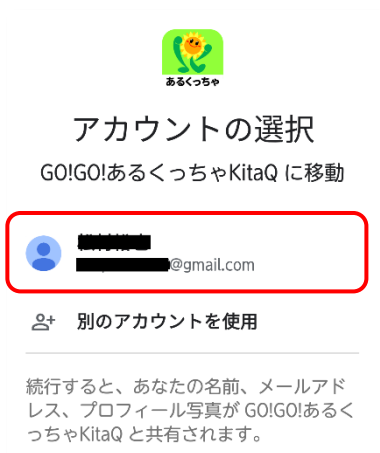 あるくっちゃ
アカウントの選択
GO!GO!あるくっちゃKitaQ に移動
@gmail.com
別のアカウントを使用
続行すると、あなたの名前、メールアド
レス、プロフィール写真が GO!GO!あるく
っちゃKitaQ と共有されます。